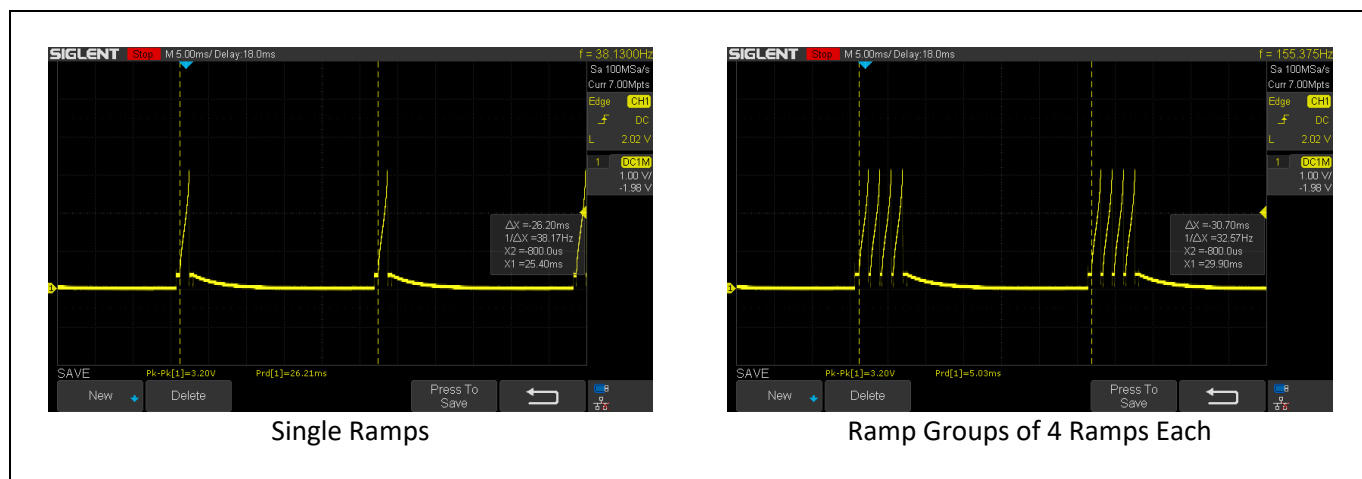 SIGLENT Stop M 5.00ms/ Delay:18.0ms f = 38.1300Hz
Sa 100MSa/s
Curr 7.00Mpts
Edge CH1
DC
L 2.02 V
1 DC1M
1.00 V/
-1.98 V
ΔX =-26.20ms
1/ΔX =38.17Hz
X2 =-800.0us
X1 =25.40ms
1
SAVE Pk-Pk[1]=3.20V Prd[1]=26.21ms
New Delete Press To
Save
Single Ramps
SIGLENT Stop M 5.00ms/ Delay:18.0ms f = 155.375Hz
Sa 100MSa/s
Curr 7.00Mpts
Edge CH1
DC
L 2.02 V
1 DC1M
1.00 V/
-1.98 V
ΔX =-30.70ms
1/ΔX =32.57Hz
X2 =-800.0us
X1 =29.90ms
1
SAVE Pk-Pk[1]=3.20V Prd[1]=5.03ms
New Delete Press To
Save
Ramp Groups of 4 Ramps Each